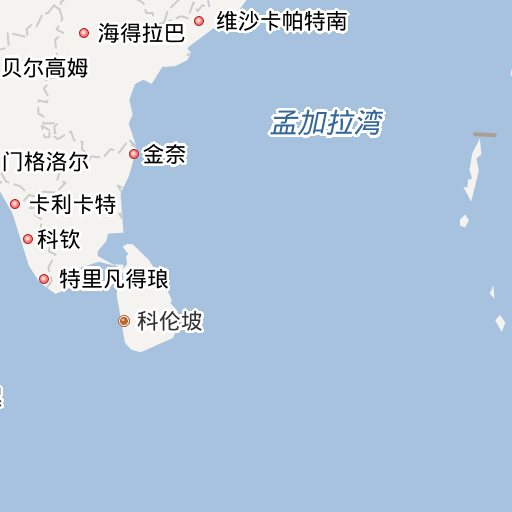 维沙卡帕特南
海得拉巴
贝尔高姆
孟加拉湾
金奈
门格洛尔
卡利卡特
科钦
特里凡得琅
科伦坡